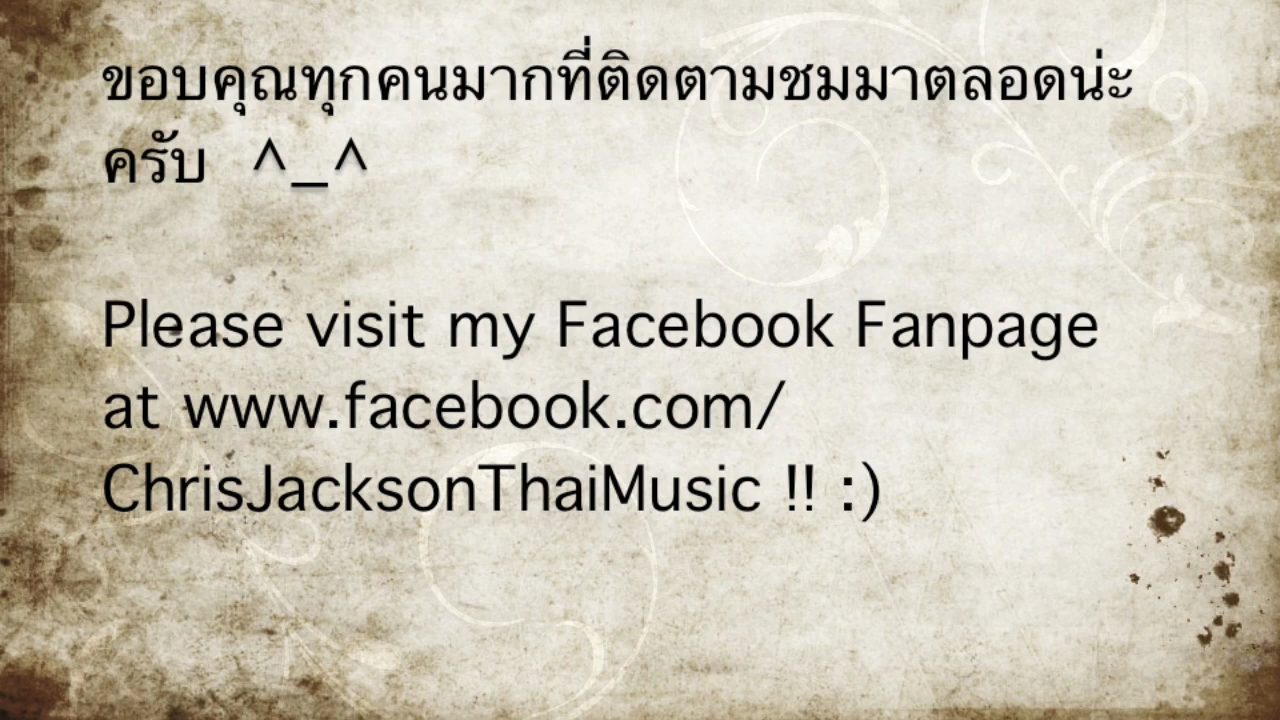 ขอบคุณทุกคนมากที่ติดตามชมมาตลอดน่ะ
ครับ ^_^
Please visit my Facebook Fanpage
at www.facebook.com/
ChrisJacksonThaiMusic !! :)